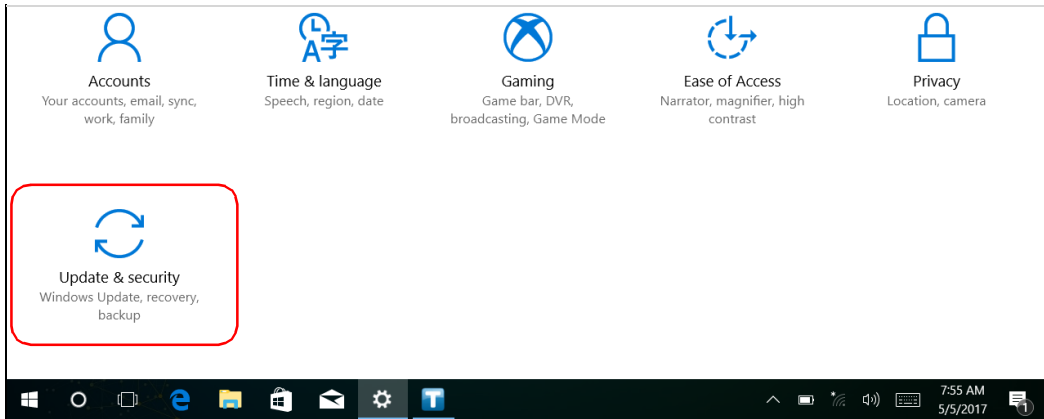 Accounts
Your accounts, email, sync,
work, family
Time & language
Speech, region, date
Gaming
Game bar, DVR,
broadcasting, Game Mode
Ease of Access
Narrator, magnifier, high
contrast
Privacy
Location, camera
Update & security
Windows Update, recovery,
backup
7:55 AM
5/5/2017
1